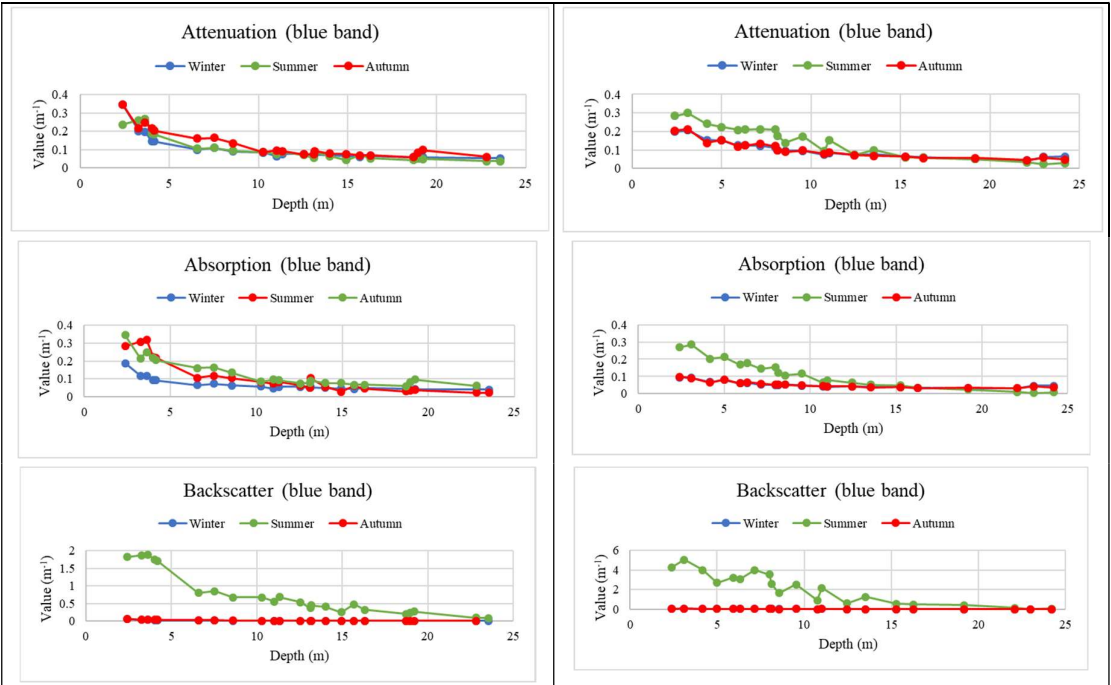 Attenuation (blue band)
Winter Summer Autumn
Value (m-1)
0.4
0.3
0.2
0.1
0
0 5 10 15 20 25
Depth (m)
Absorption (blue band)
Winter Summer Autumn
Value (m-1)
0.4
0.3
0.2
0.1
0
0 5 10 15 20 25
Depth (m)
Backscatter (blue band)
Winter Summer Autumn
Value (m-1)
2
1.5
1
0.5
0
0 5 10 15 20 25
Depth (m)
Attenuation (blue band)
Winter Summer Autumn
Value (m-1)
0.4
0.3
0.2
0.1
0
0 5 10 15 20 25
Depth (m)
Absorption (blue band)
Winter Summer Autumn
Value (m-1)
0.4
0.3
0.2
0.1
0
0 5 10 15 20 25
Depth (m)
Backscatter (blue band)
Winter Summer Autumn
Value (m-1)
6
4
2
0
0 5 10 15 20 25
Depth (m)